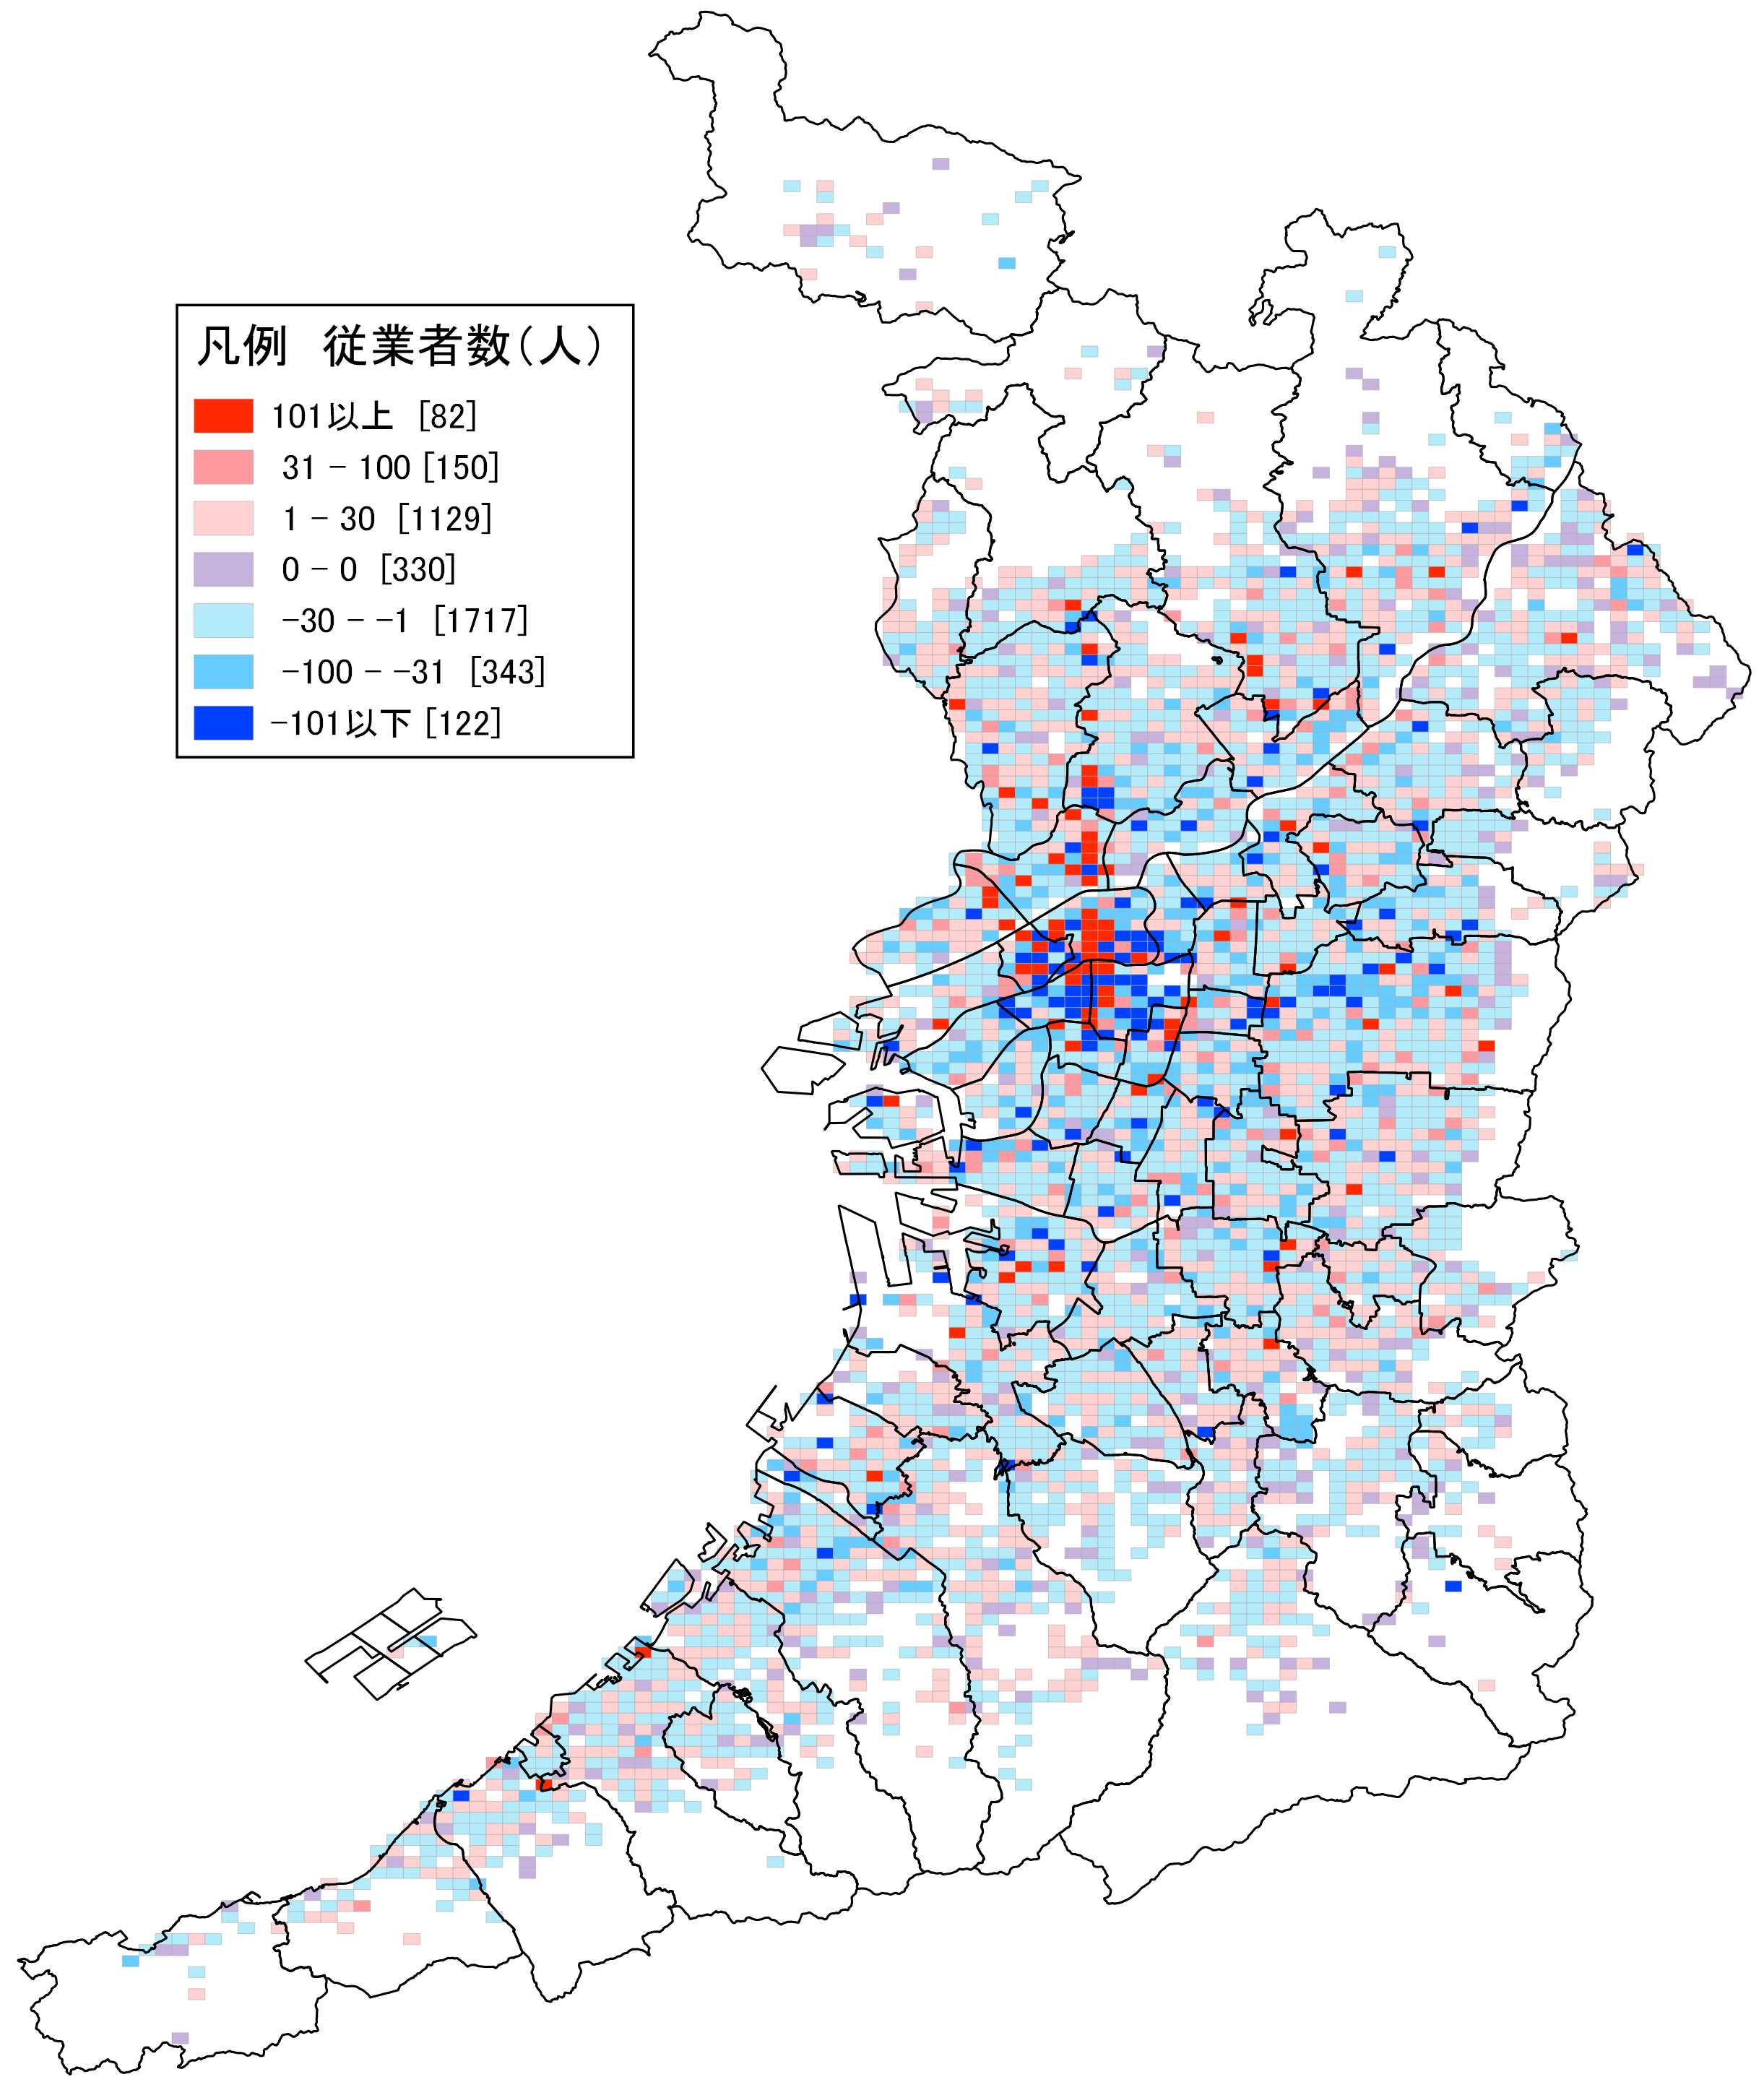 凡例 従業者数(人)
101以上 [82]
31 - 100 [150]
1 - 30 [1129]
0 - 0 [330]
-30 - -1 [1717]
-100 - -31 [343]
-101以下 [122]